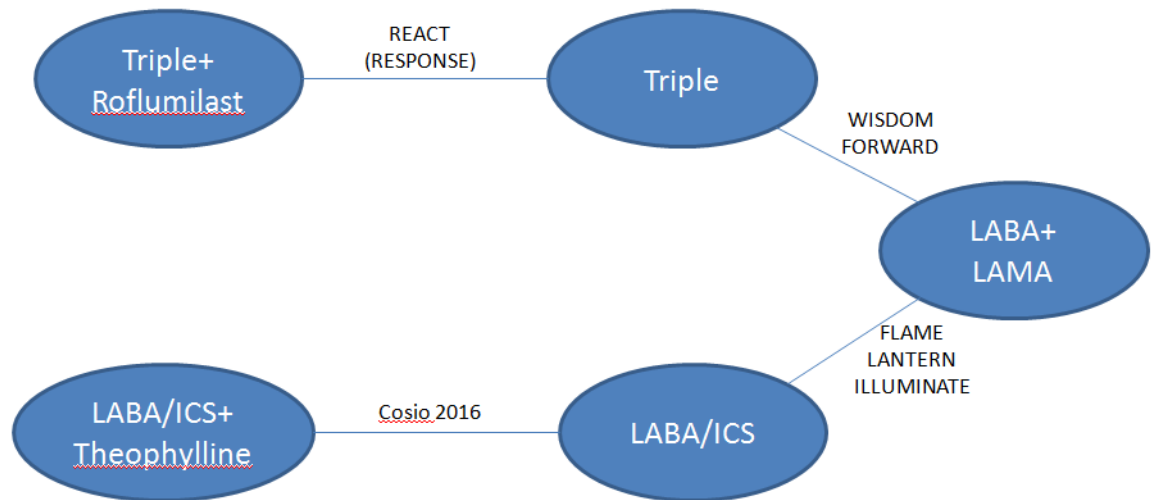 Triple+
Roflumilast
REACT
(RESPONSE)
Triple
WISDOM
FORWARD
LABA+
LAMA
FLAME
LANTERN
ILLUMINATE
LABA/ICS+
Theophylline
Cosio 2016
LABA/ICS